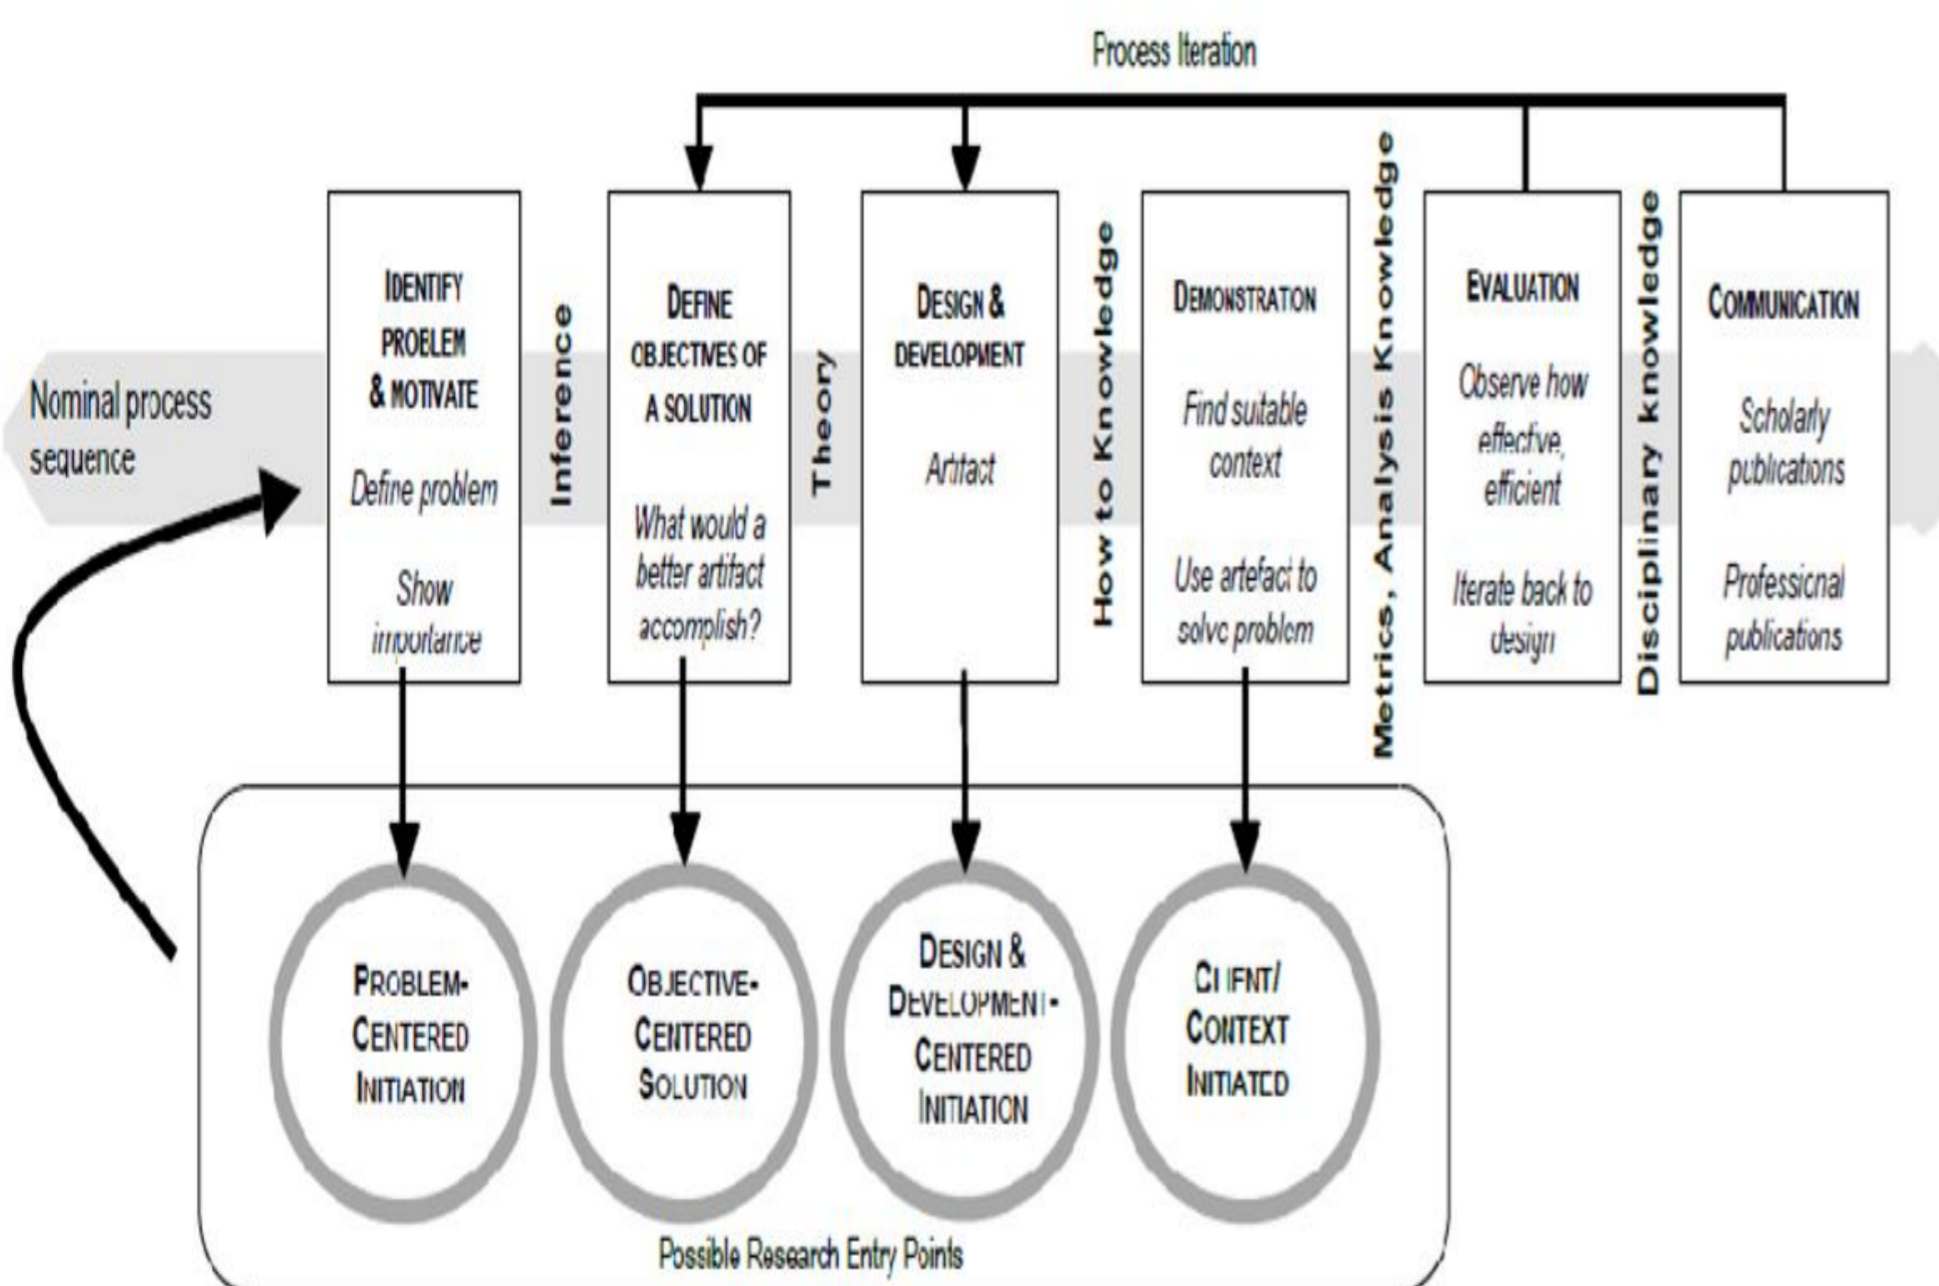 Process Iteration
IDENTIFY
PROBLEM
& MOTIVATE
Define problem
Show
importance
Inference
DEFINE
OBJECTIVES OF
A SOLUTION
What would a
better artifact
accomplish?
Theory
DESIGN &
DEVELOPMENT
Artifact
How to Knowledge
DEMONSTRATION
Find suitable
context
Use artefact to
solve problem
Metrics, Analysis Knowledge
EVALUATION
Observe how
effective,
efficient
Iterate back to
design
Disciplinary knowledge
COMMUNICATION
Scholarly
publications
Professional
publications
Nominal process
sequence
PROBLEM-
CENTERED
INITIATION
OBJECTIVE-
CENTERED
SOLUTION
DESIGN &
DEVELOPMENT-
CENTERED
INITIATION
CLIENT/
CONTEXT
INITIATED
Possible Research Entry Points